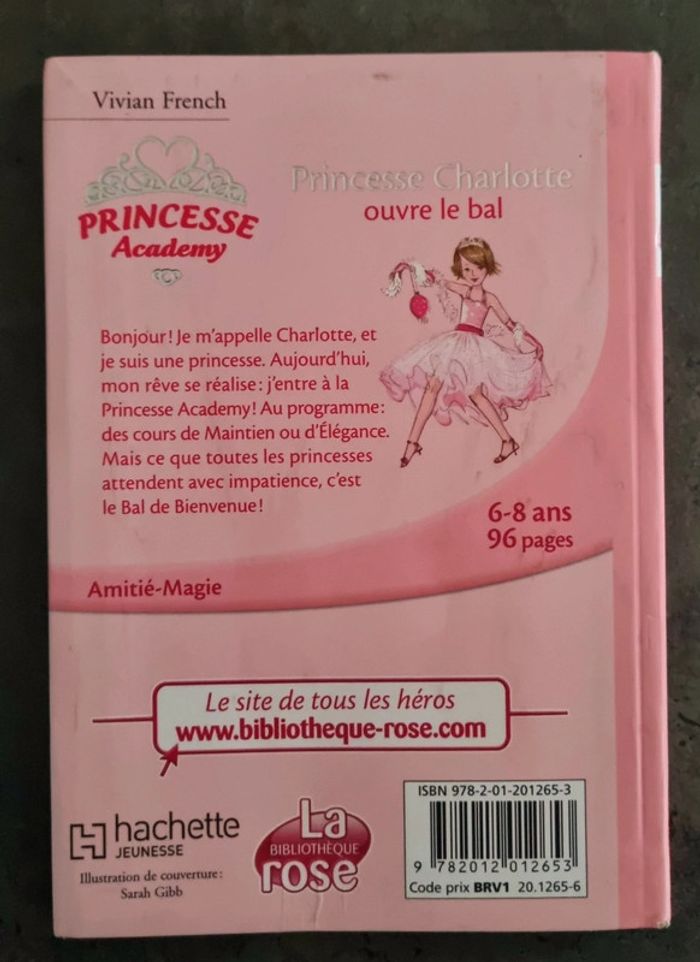 Vivian French
PRINCESSE
Academy
Princesse Charlotte
ouvre le bal
Bonjour! Je m'appelle Charlotte, et
je suis une princesse. Aujourd'hui,
mon rêve se réalise: j'entre à la
Princesse Academy! Au programme:
des cours de Maintien ou d'Élégance.
Mais ce que toutes les princesses
attendent avec impatience, c'est
le Bal de Bienvenue!
6-8 ans
96 pages
Amitié-Magie
Le site de tous les héros
www.bibliotheque-rose.com
hachette
JEUNESSE
Illustration de couverture:
Sarah Gibb
La
BIBLIOTHÈQUE
rose
ISBN 978-2-01-201265-3
9 782012 012653
Code prix BRV1 20.1265-6